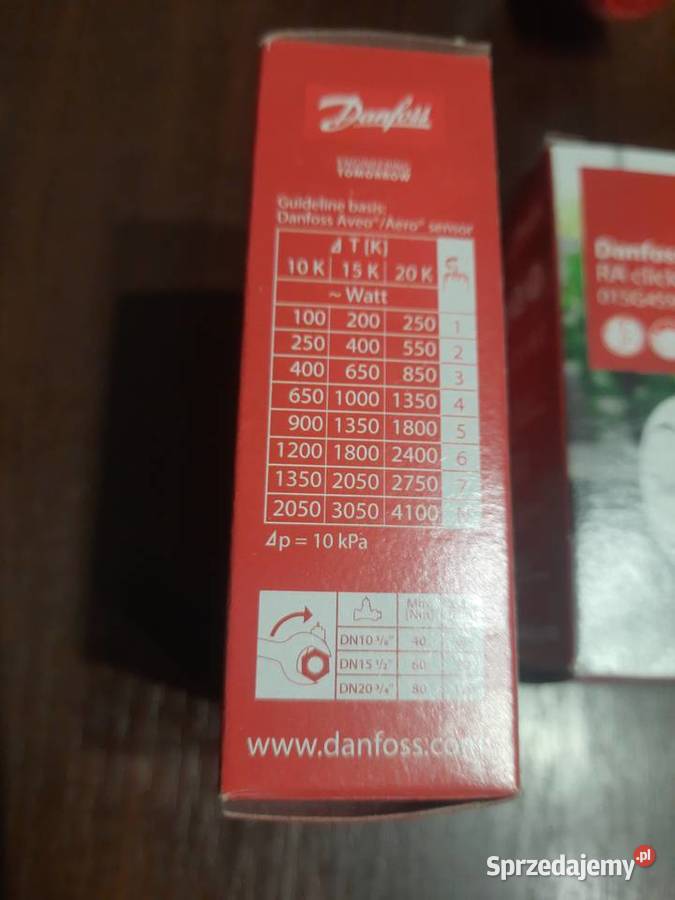 Danfoss
ENGINEERING
TOMORROW
Guideline basis:
Danfoss Aveo®/Aero® sensor
⊿ T [K]
10 K 15 K 20 K
~ Watt
100 200 250 1
250 400 550 2
400 650 850 3
650 1000 1350 4
900 1350 1800 5
1200 1800 2400 6
1350 2050 2750 7
2050 3050 4100
⊿p = 10 kPa
(Nm)
DN10 3/8" 40
DN15 1/2" 60
DN20 3/4" 80
www.danfoss.com
Danfoss
RA click
Sprzedajemy.pl